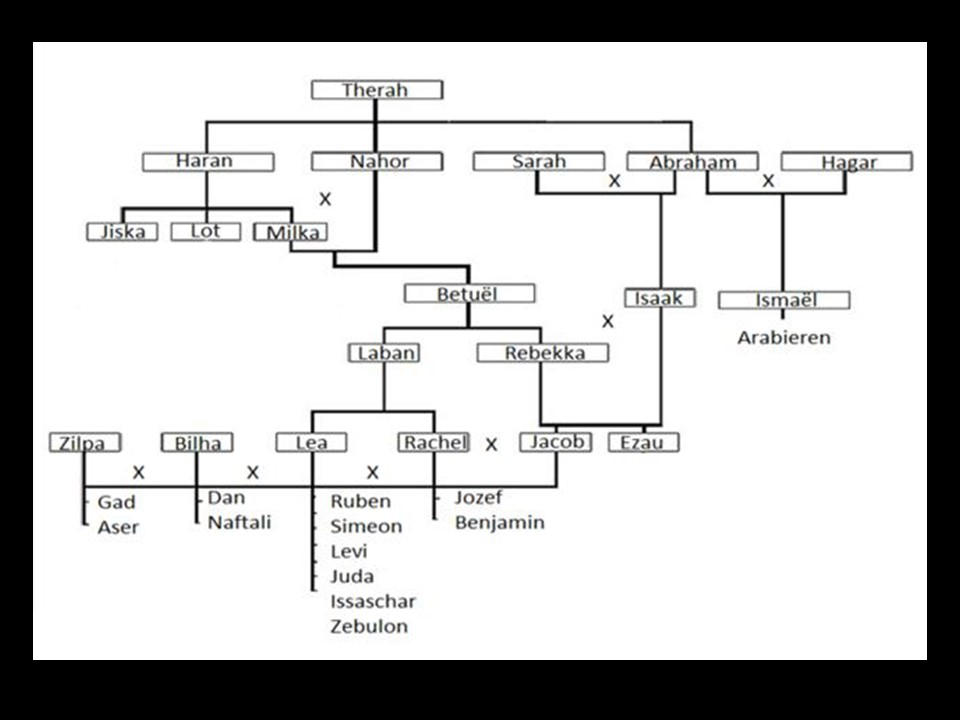 Therah
Haran Nahor Sarah Abraham Hagar
x x
x
Jiska Lot Milka
Betuël Isaak Ismaël
x
Arabieren
Laban Rebekka
Zilpa Bilha Lea Rachel x Jacob Ezau
x x x
Gad Dan Ruben Jozef
Aser Naftali Simeon Benjamin
Levi
Juda
Issaschar
Zebulon